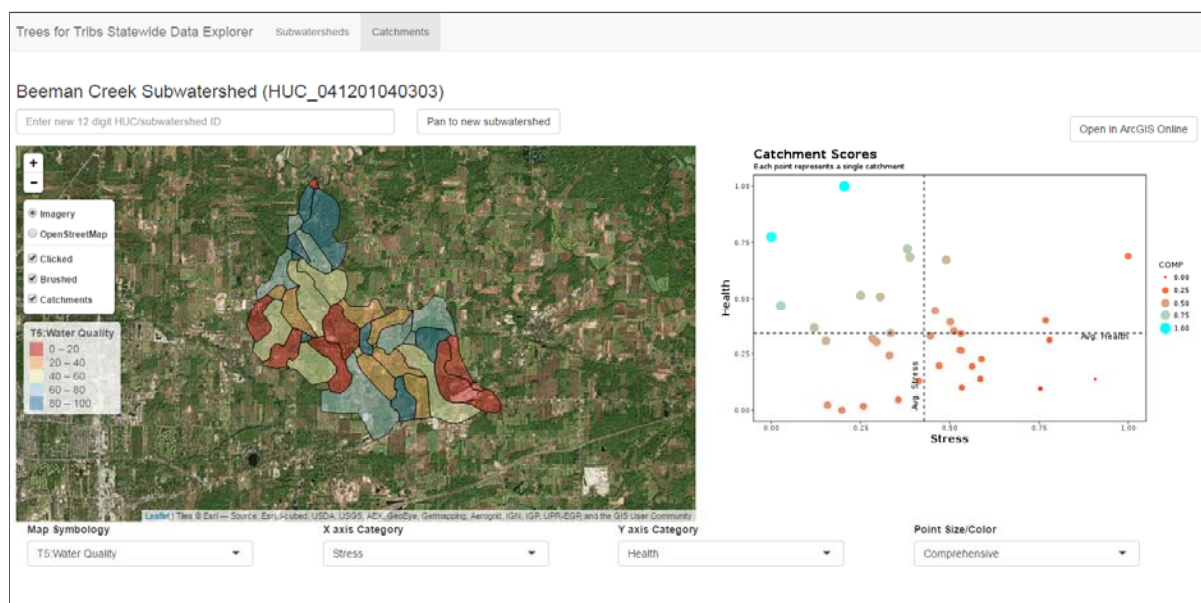 Trees for Tribs Statewide Data Explorer
Subwatersheds
Catchments
Beeman Creek Subwatershed (HUC_041201040303)
Enter new 12 digit HUC/subwatershed ID
Pan to new subwatershed
Open in ArcGIS Online
+
−
Imagery
OpenStreetMap
Clicked
Brushed
Catchments
T5:Water Quality
0 – 20
20 – 40
40 – 60
60 – 80
80 – 100
Leaflet | Tiles © Esri — Source: Esri, i-cubed, USDA, USGS, AEX, GeoEye, Getmapping, Aerogrid, IGN, IGP, UPR-EGP, and the GIS User Community
Catchment Scores
Each point represents a single catchment
1.00
0.75
0.50
0.25
0.00
Health
Avg. Health
Avg. Stress
0.00
0.25
0.50
0.75
1.00
Stress
COMP
0.00
0.25
0.50
0.75
1.00
Map Symbology
X axis Category
Y axis Category
Point Size/Color
T5:Water Quality
Stress
Health
Comprehensive